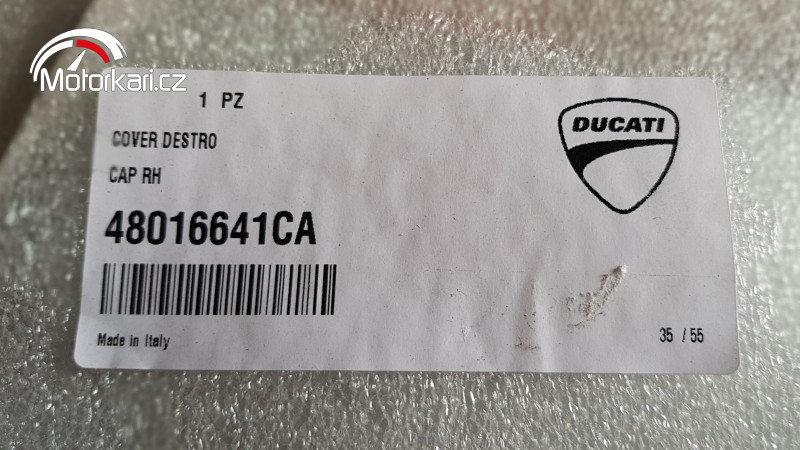 Motorkari.cz
1 PZ
DUCATI
COVER DESTRO
CAP RH
48016641CA
Made in Italy
35 / 55